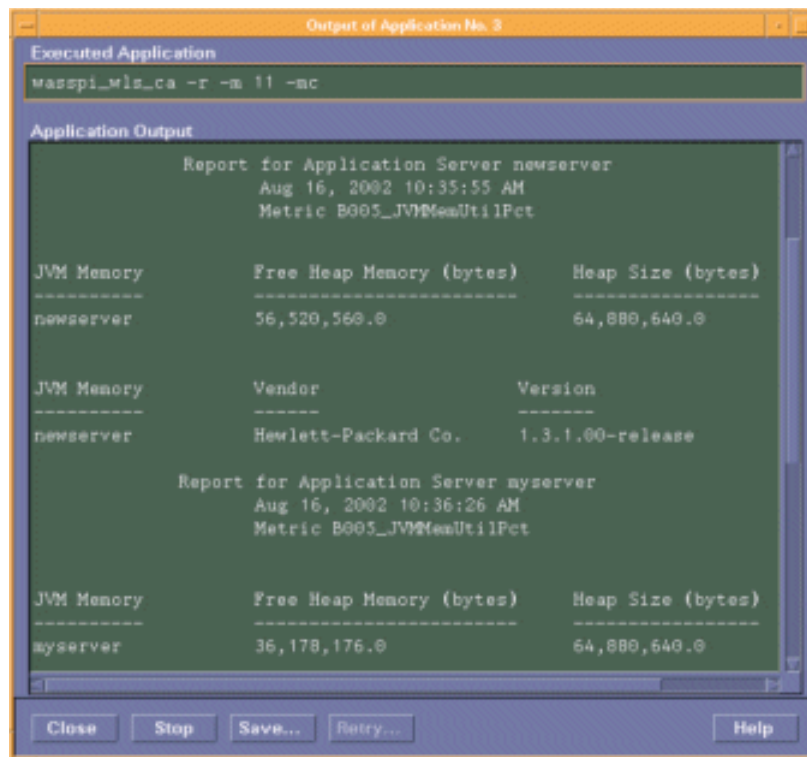 Output of Application No. 3
Executed Application
wasspi_wls_ca -r -m 11 -mc
Application Output
Report for Application Server newserver
Aug 16, 2002 10:35:55 AM
Metric B005_JVMMemUtilPct
JVM Memory Free Heap Memory (bytes) Heap Size (bytes)
---------- ------------------------ -----------------
newserver 56,520,560.0 64,880,640.0
JVM Memory Vendor Version
---------- ------ -------
newserver Hewlett-Packard Co. 1.3.1.00-release
Report for Application Server myserver
Aug 16, 2002 10:36:26 AM
Metric B005_JVMMemUtilPct
JVM Memory Free Heap Memory (bytes) Heap Size (bytes)
---------- ------------------------ -----------------
myserver 36,178,176.0 64,880,640.0
Close Stop Save... Retry... Help